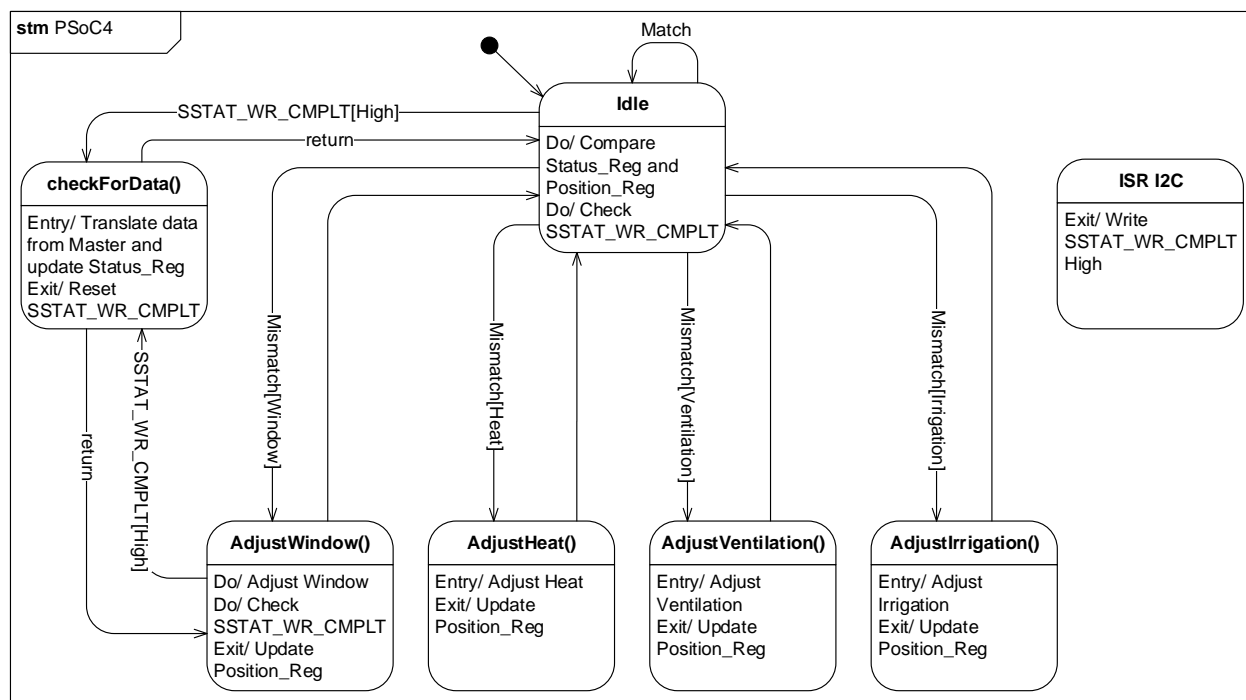 stm PSoC4
Match
Idle
Do/ Compare
Status_Reg and
Position_Reg
Do/ Check
SSTAT_WR_CMPLT
SSTAT_WR_CMPLT[High]
return
checkForData()
Entry/ Translate data
from Master and
update Status_Reg
Exit/ Reset
SSTAT_WR_CMPLT
ISR I2C
Exit/ Write
SSTAT_WR_CMPLT
High
return
SSTAT_WR_CMPLT[High]
Mismatch[Window]
Mismatch[Heat]
Mismatch[Ventilation]
Mismatch[Irrigation]
AdjustWindow()
Do/ Adjust Window
Do/ Check
SSTAT_WR_CMPLT
Exit/ Update
Position_Reg
AdjustHeat()
Entry/ Adjust Heat
Exit/ Update
Position_Reg
AdjustVentilation()
Entry/ Adjust
Ventilation
Exit/ Update
Position_Reg
AdjustIrrigation()
Entry/ Adjust
Irrigation
Exit/ Update
Position_Reg